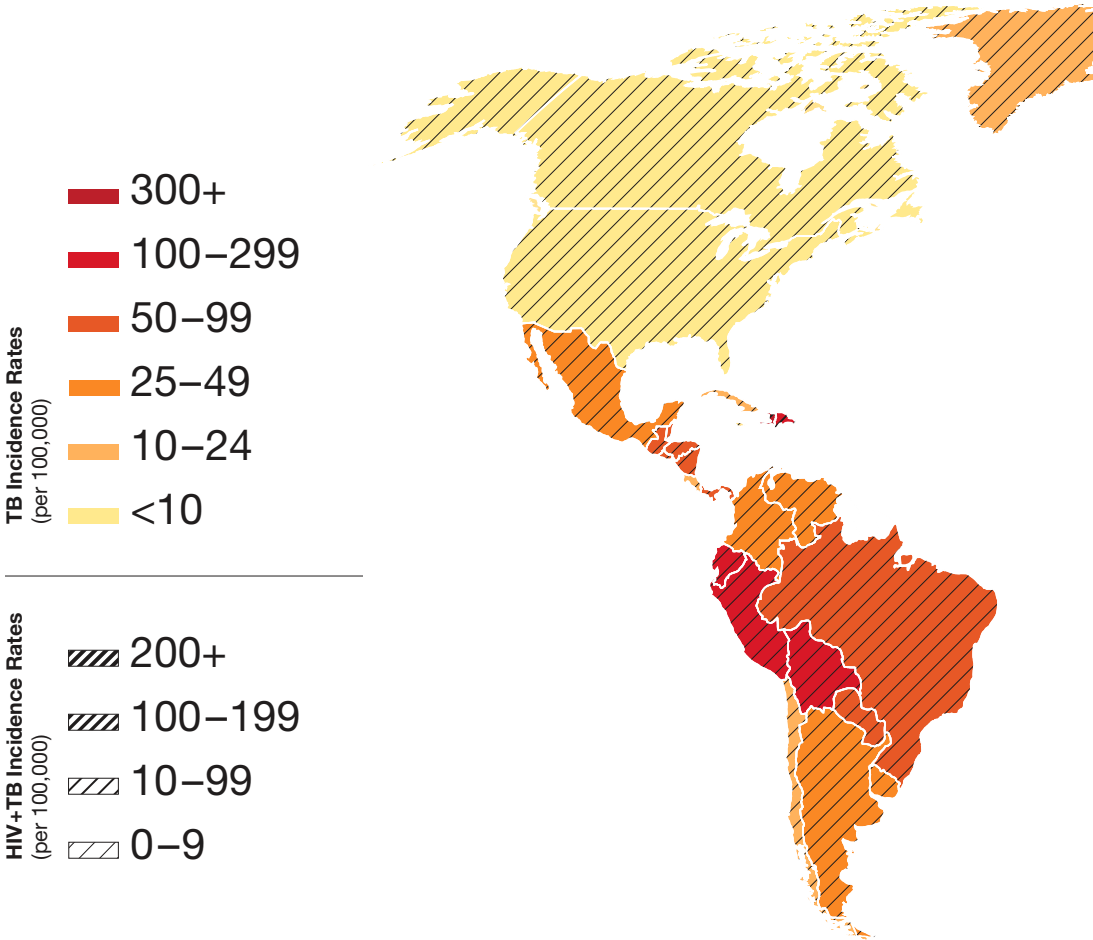 TB Incidence Rates
(per 100,000)
300+
100–299
50–99
25–49
10–24
<10
HIV+TB Incidence Rates
(per 100,000)
200+
100–199
10–99
0–9